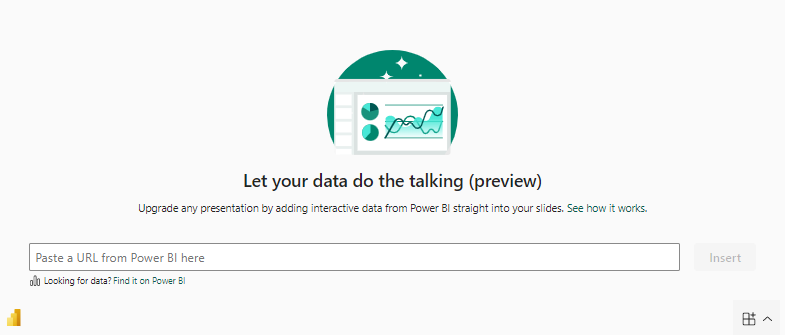 Let your data do the talking (preview)
Upgrade any presentation by adding interactive data from Power BI straight into your slides. See how it works.
Paste a URL from Power BI here
Insert
Looking for data? Find it on Power BI